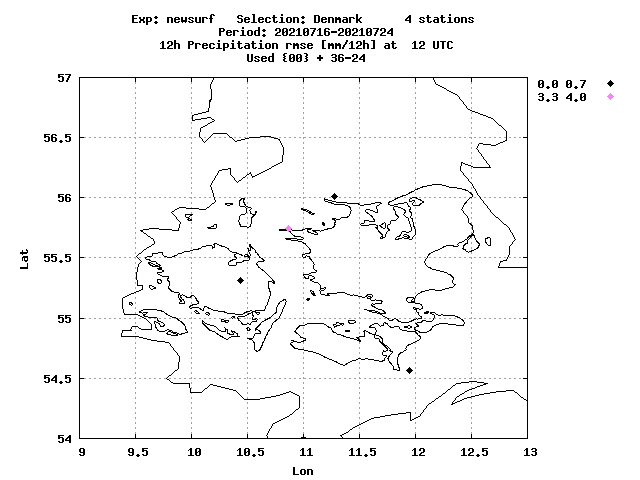 Exp: newsurf   Selection: Denmark      4 stations
Period: 20210716-20210724
12h Precipitation rmse [mm/12h] at  12 UTC
Used {00} + 36-24
0.0 0.7
3.3 4.0
57
56.5
56
55.5
55
54.5
54
Lat
9 9.5 10 10.5 11 11.5 12 12.5 13
Lon